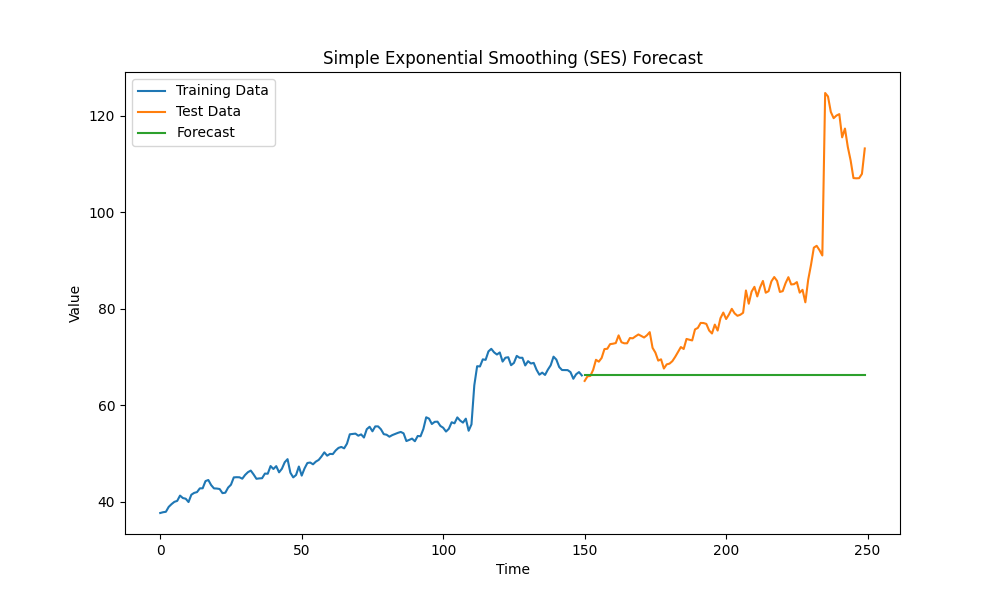 Simple Exponential Smoothing (SES) Forecast
Training Data
Test Data
Forecast
Value
120
100
80
60
40
0
50
100
150
200
250
Time